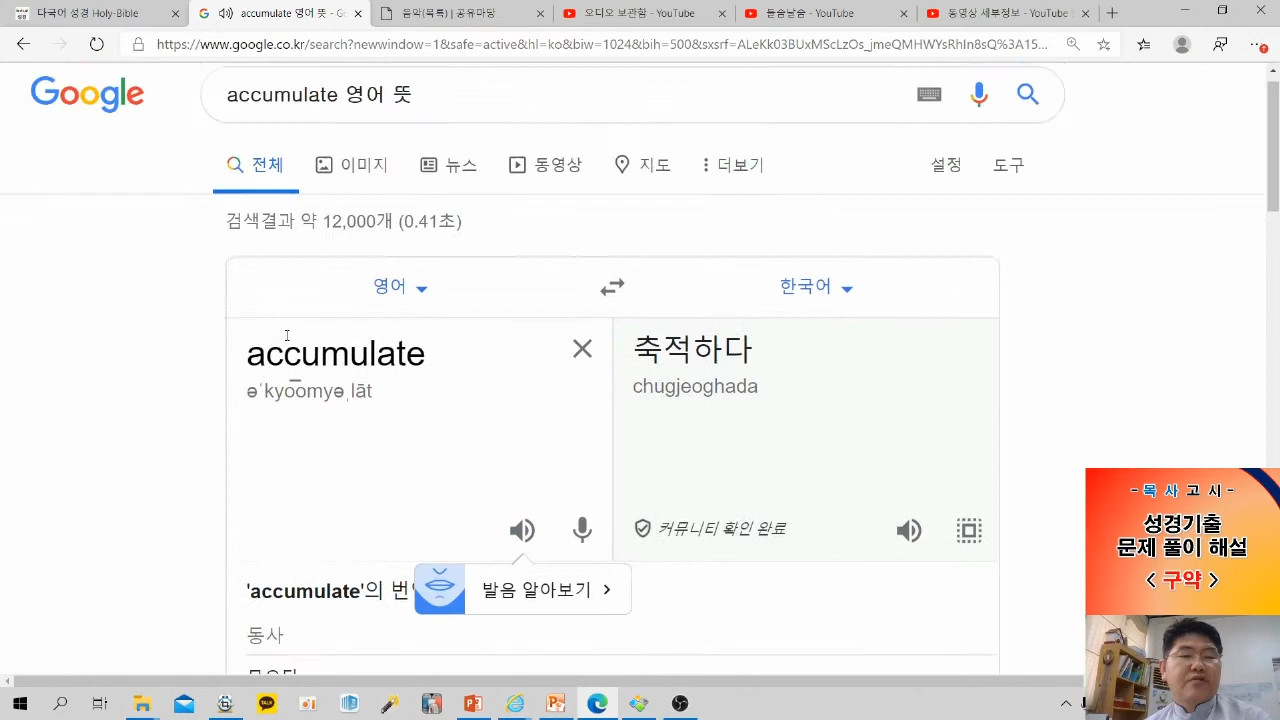 다국어 성경 Holy-Bible
accumulate 영어 뜻 - Go
음악(목록) | 공유마당
오디오 보관함 - YouTube
돌솔날솜 - YouTube
동영상 세부정보 - YouTube S
https://www.google.co.kr/search?newwindow=1&safe=active&hl=ko&biw=1024&bih=500&sxsrf=ALeKk03BUxMScLzOs_jmeQMHWYsRhIn8sQ%3A15...
Google
accumulate 영어 뜻
전체
이미지
뉴스
동영상
지도
더보기
설정
도구
검색결과 약 12,000개 (0.41초)
영어
한국어
accumulate
əˈkyo͞omyəˌlāt
축적하다
chugjeoghada
커뮤니티 확인 완료
발음 알아보기
'accumulate'의 번
동사
- 목 사 고 시 -
성경기출
문제 풀이 해설
< 구약 >
TALK